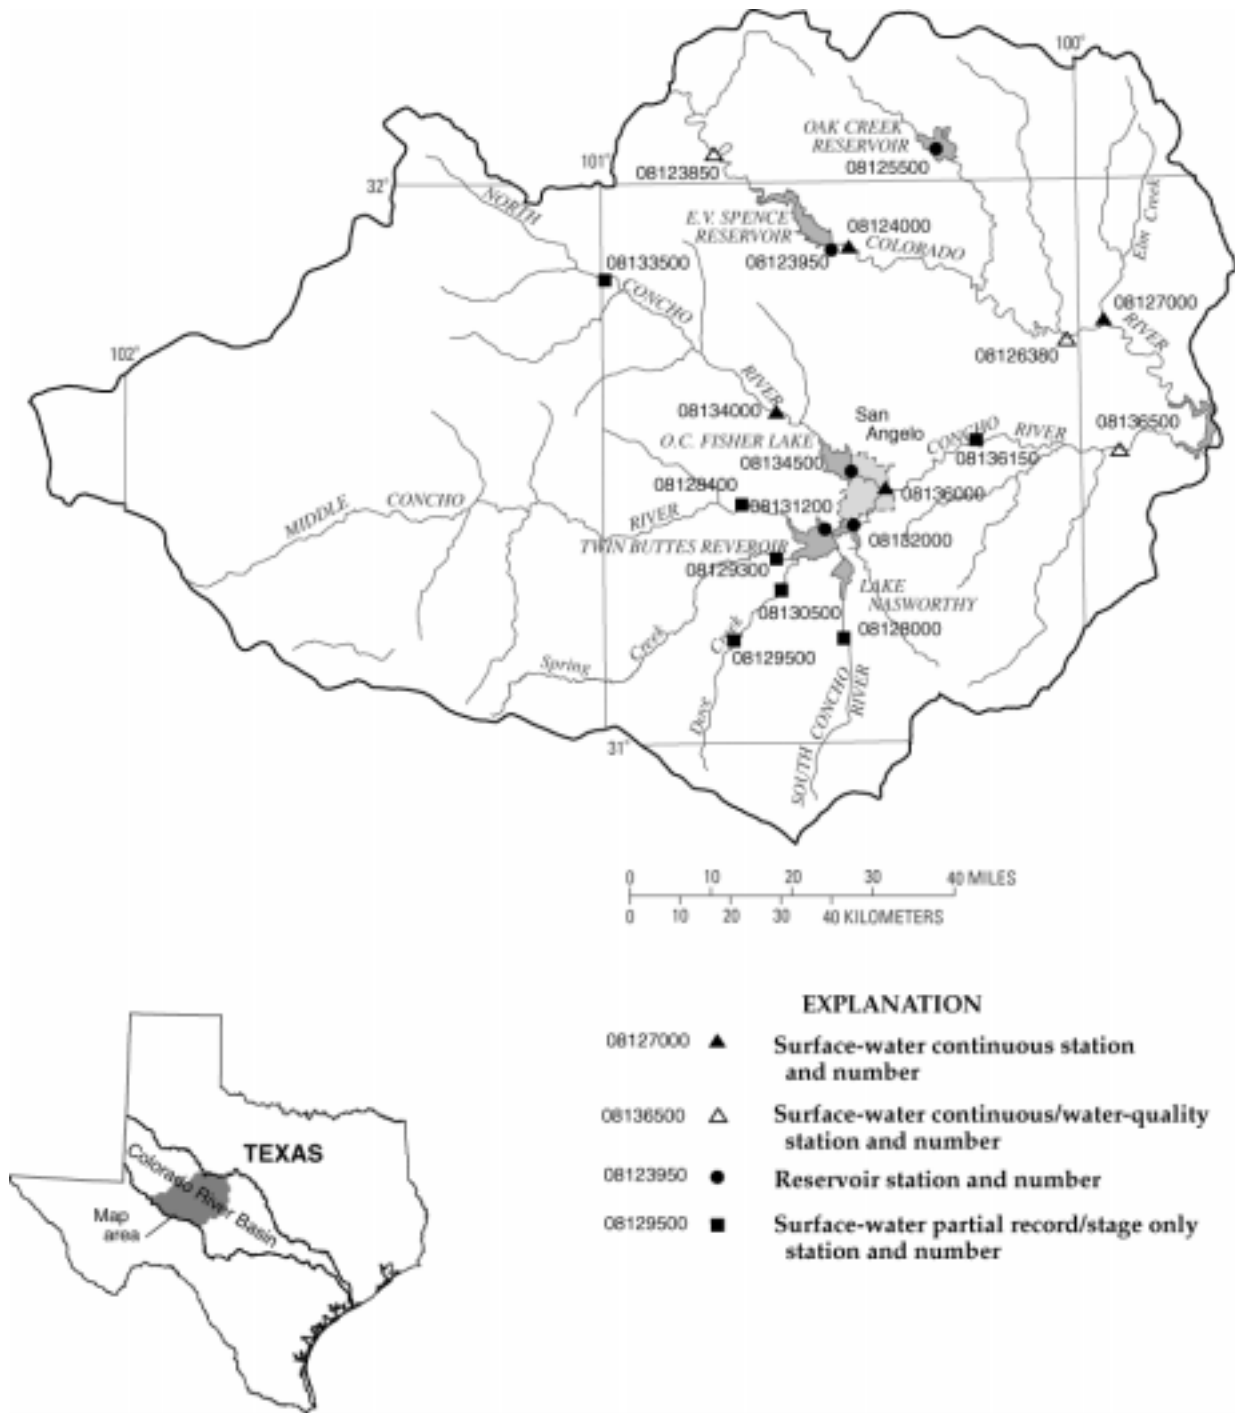 100°
OAK CREEK
RESERVOIR
08125500
101°
08123850
32°
NORTH
E.V. SPENCE
RESERVOIR
08124000
COLORADO
08123950
Elm Creek
08133500
CONCHO
08127000
RIVER
08126380
102°
RIVER
08134000
San
Angelo
08136500
O.C. FISHER LAKE
CONCHO RIVER
08134500
08136150
08128400
08136000
08131200
MIDDLE CONCHO
RIVER
08132000
TWIN BUTTES REVEROIR
08129300
LAKE
NASWORTHY
08130500
08128000
Creek
Creek
08129500
Spring
Dove
SOUTH CONCHO
RIVER
31°
0 10 20 30 40 MILES
0 10 20 30 40 KILOMETERS
EXPLANATION
08127000 Surface-water continuous station
and number
08136500 Surface-water continuous/water-quality
station and number
08123950 Reservoir station and number
08129500 Surface-water partial record/stage only
station and number
TEXAS
Colorado River Basin
Map
area